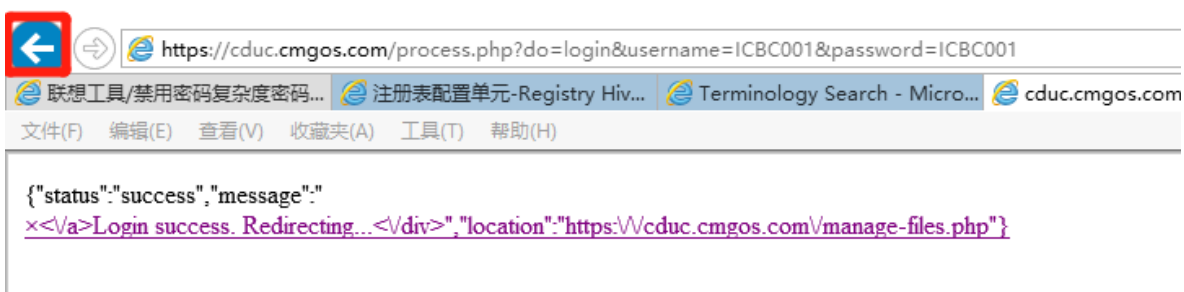 https://cduc.cmgos.com/process.php?do=login&username=ICBC001&password=ICBC001
联想工具/禁用密码复杂度密码... 注册表配置单元-Registry Hiv... Terminology Search - Micro... cduc.cmgos.com
文件(F) 编辑(E) 查看(V) 收藏夹(A) 工具(T) 帮助(H)
{"status":"success","message":"
×<\/a>Login success. Redirecting...<\/div>","location":"https:\/\/cduc.cmgos.com\/manage-files.php"}